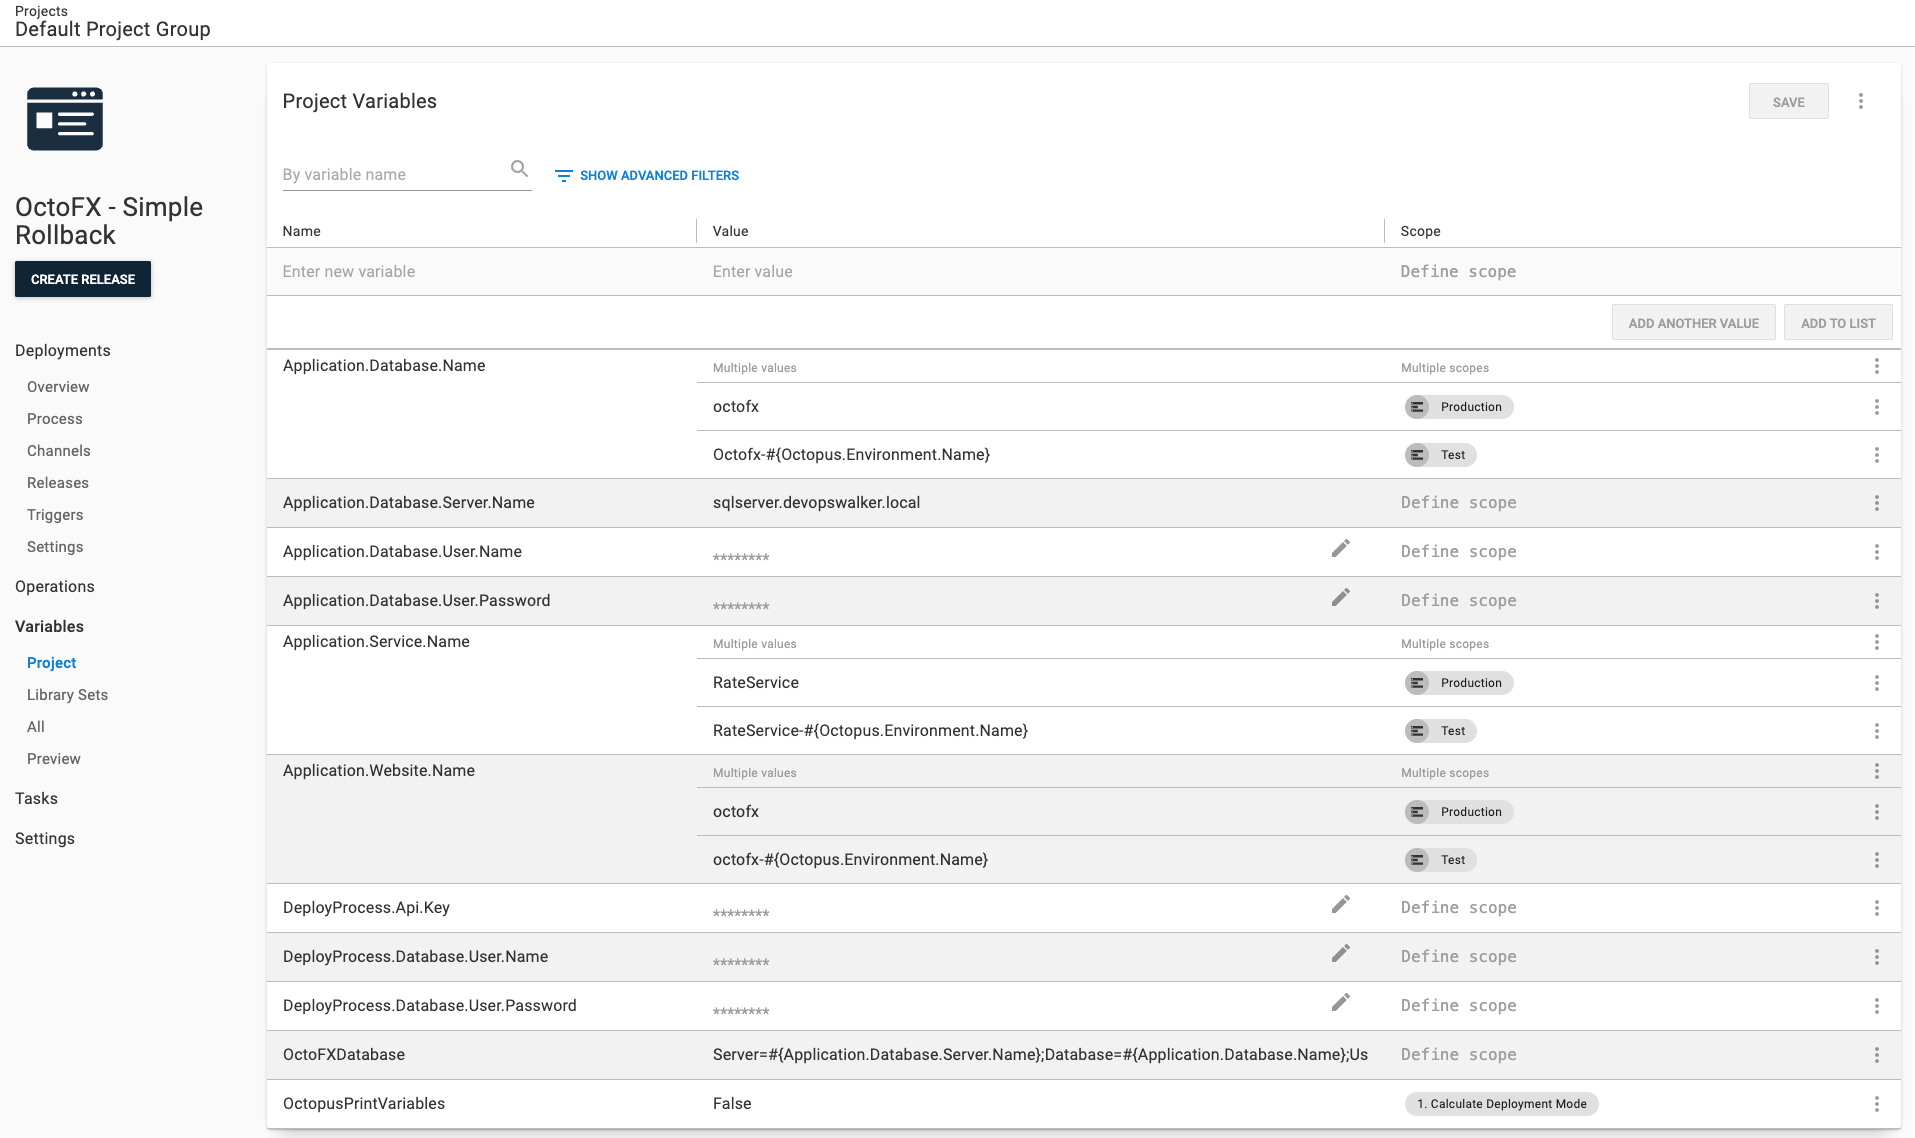 Projects
Default Project Group
OctoFX - Simple
Rollback
CREATE RELEASE
Deployments
Overview
Process
Channels
Releases
Triggers
Settings
Operations
Variables
Project
Library Sets
All
Preview
Tasks
Settings
Project Variables
SAVE
By variable name
SHOW ADVANCED FILTERS
Name Value Scope
Enter new variable Enter value Define scope
ADD ANOTHER VALUE ADD TO LIST
Application.Database.Name Multiple values Multiple scopes
octofx Production
Octofx-#{Octopus.Environment.Name} Test
Application.Database.Server.Name sqlserver.devopswalker.local Define scope
Application.Database.User.Name ******** Define scope
Application.Database.User.Password ******** Define scope
Application.Service.Name Multiple values Multiple scopes
RateService Production
RateService-#{Octopus.Environment.Name} Test
Application.Website.Name Multiple values Multiple scopes
octofx Production
octofx-#{Octopus.Environment.Name} Test
DeployProcess.Api.Key ******** Define scope
DeployProcess.Database.User.Name ******** Define scope
DeployProcess.Database.User.Password ******** Define scope
OctoFXDatabase Server=#{Application.Database.Server.Name};Database=#{Application.Database.Name};Us Define scope
OctopusPrintVariables False 1. Calculate Deployment Mode